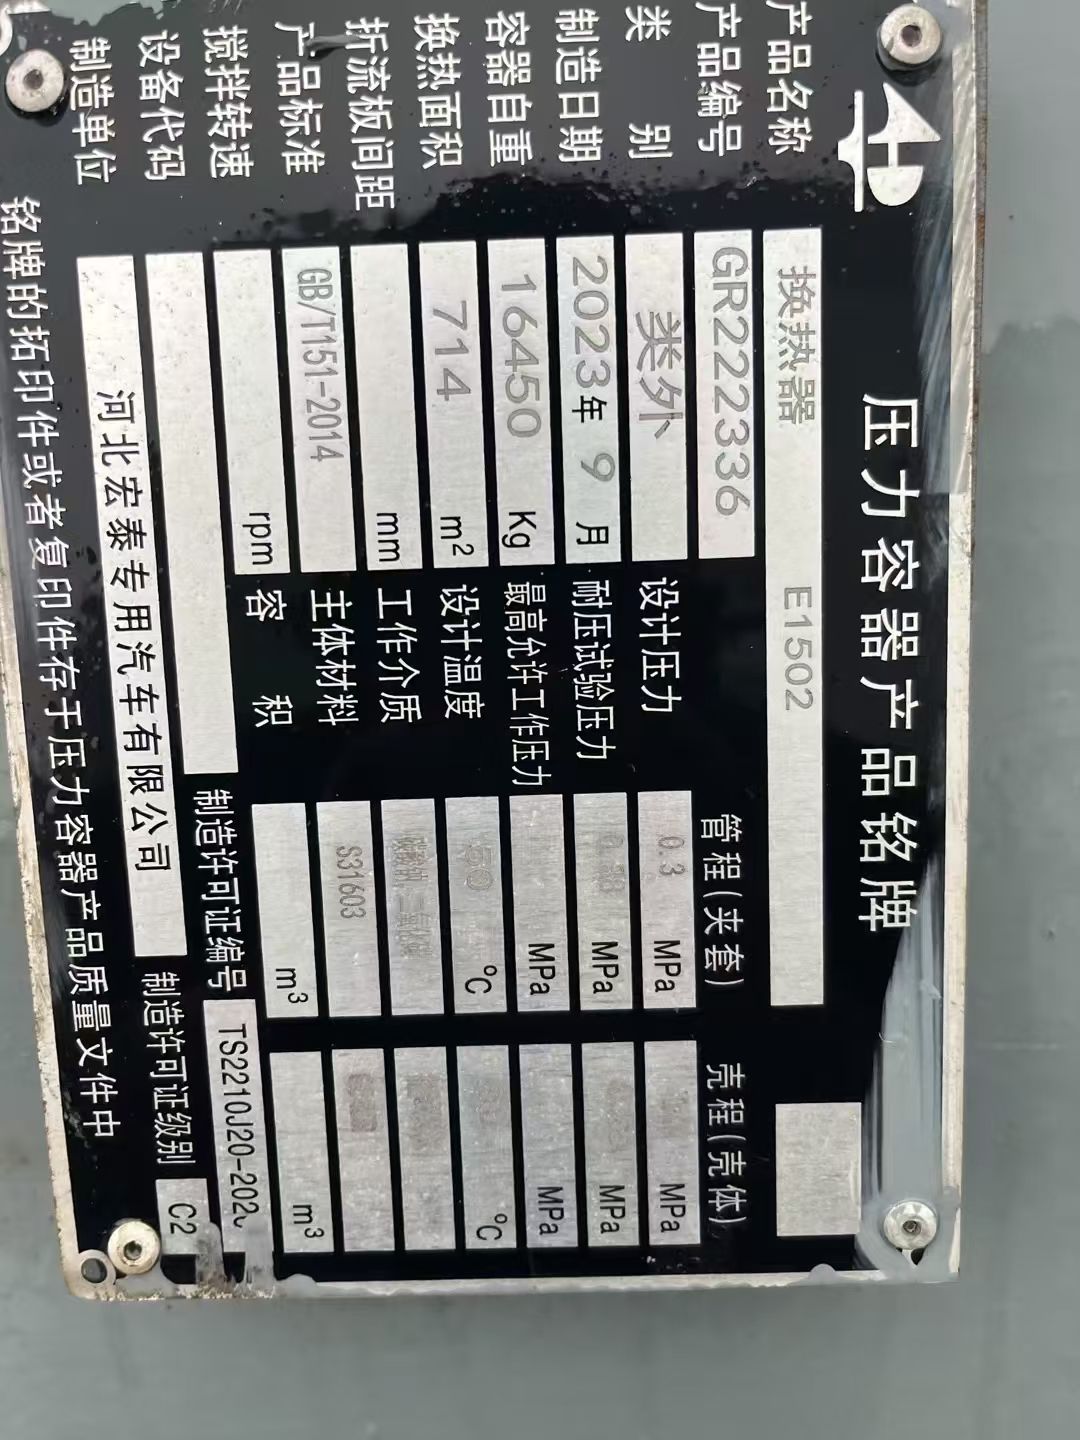 压力容器产品铭牌
产品名称 换热器 E1502
产品编号 GR222336 管程(夹套) 壳程(壳体)
类别 类外 设计压力 0.3 MPa MPa
制造日期 2023年9月 耐压试验压力 MPa MPa
容器自重 16450 Kg 最高允许工作压力 MPa MPa
换热面积 714 m² 设计温度 50 ℃ ℃
折流板间距 mm 工作介质
产品标准 GB/T151-2014 主体材料 S31603
搅拌转速 rpm 容积 m³ m³
设备代码 制造许可证编号 TS2210J20-202
制造单位 河北宏泰专用汽车有限公司 制造许可证级别 C2
铭牌的拓印件或者复印件存于压力容器产品质量文件中